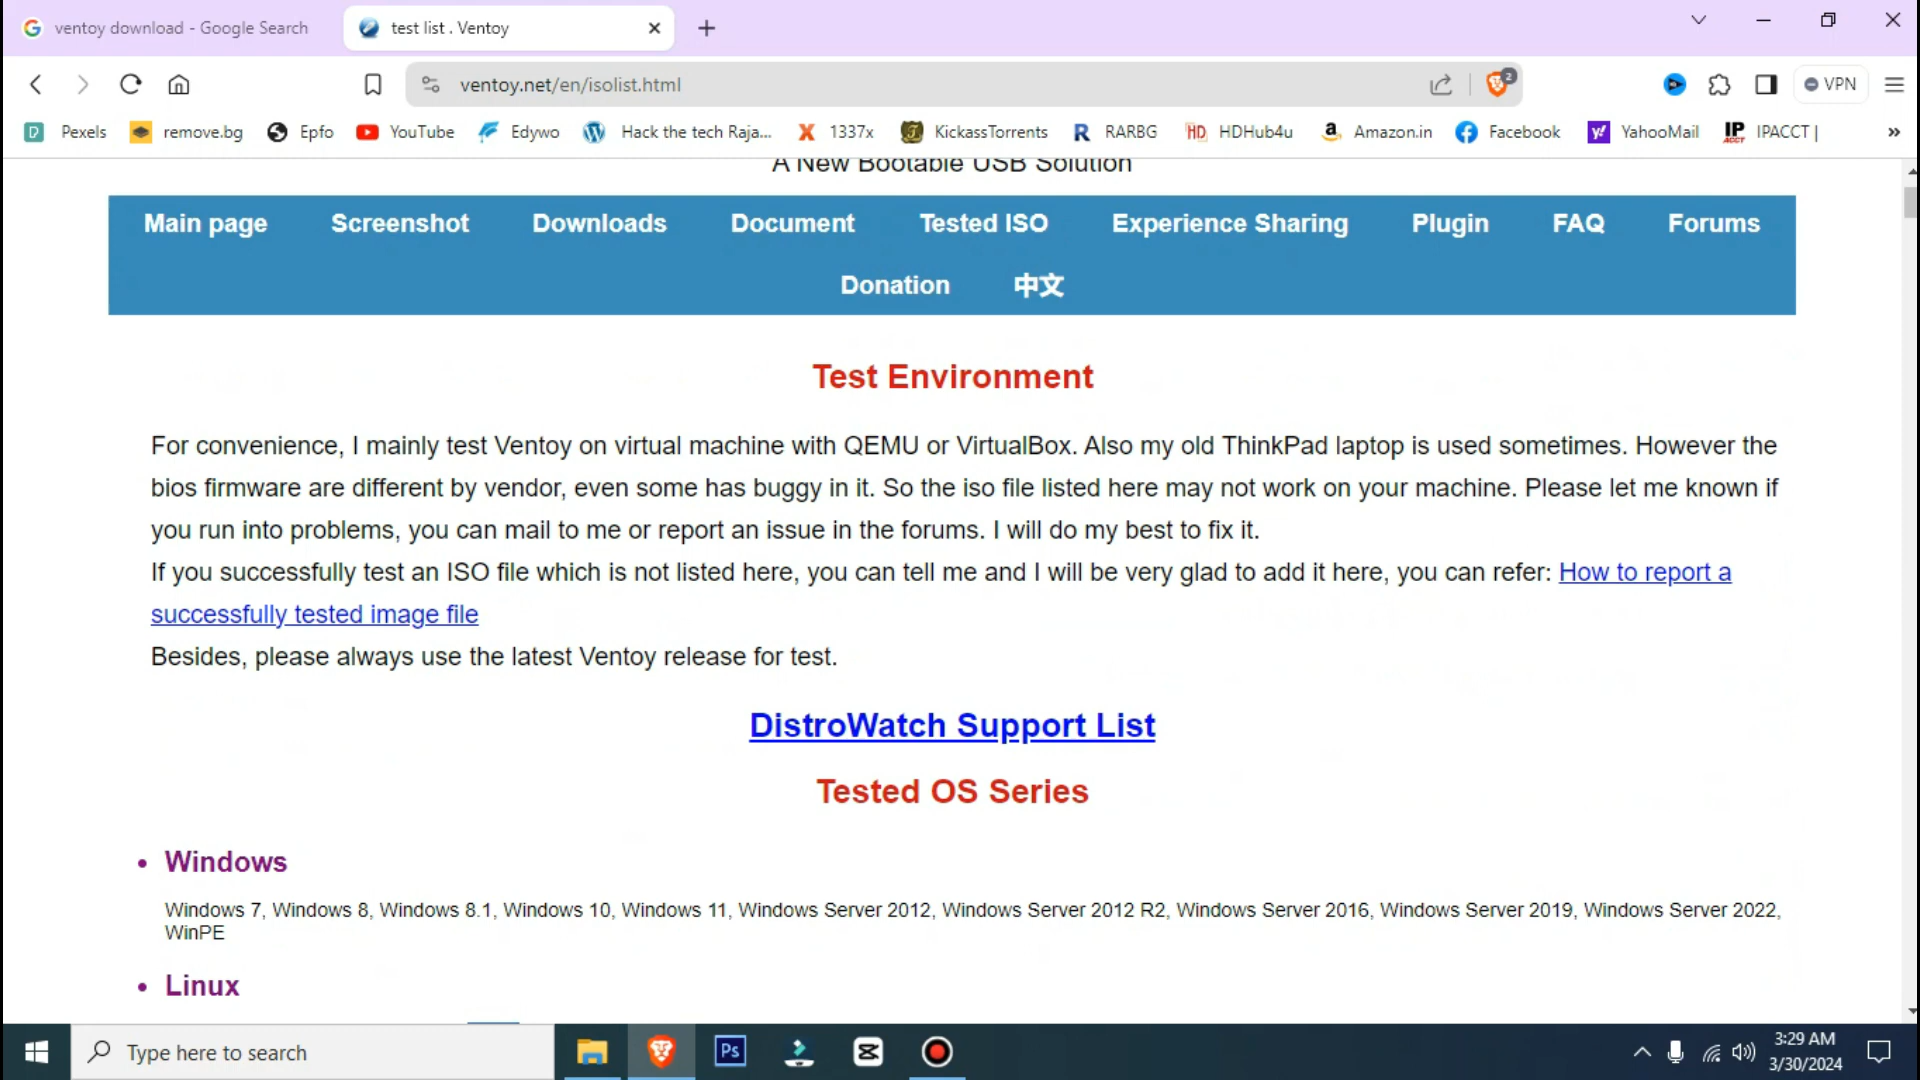 ventoy download - Google Search
test list . Ventoy
ventoy.net/en/isolist.html
2
VPN
Pexels
remove.bg
Epfo
YouTube
Edywo
Hack the tech Raja...
1337x
KickassTorrents
RARBG
HDHub4u
Amazon.in
Facebook
YahooMail
IPACCT |
A New Bootable USB Solution
Main page Screenshot Downloads Document Tested ISO Experience Sharing Plugin FAQ Forums
Donation 中文
Test Environment
For convenience, I mainly test Ventoy on virtual machine with QEMU or VirtualBox. Also my old ThinkPad laptop is used sometimes. However the
bios firmware are different by vendor, even some has buggy in it. So the iso file listed here may not work on your machine. Please let me known if
you run into problems, you can mail to me or report an issue in the forums. I will do my best to fix it.
If you successfully test an ISO file which is not listed here, you can tell me and I will be very glad to add it here, you can refer: How to report a
successfully tested image file
Besides, please always use the latest Ventoy release for test.
DistroWatch Support List
Tested OS Series
• Windows
Windows 7, Windows 8, Windows 8.1, Windows 10, Windows 11, Windows Server 2012, Windows Server 2012 R2, Windows Server 2016, Windows Server 2019, Windows Server 2022,
WinPE
• Linux
Type here to search
Ps
3:29 AM
3/30/2024